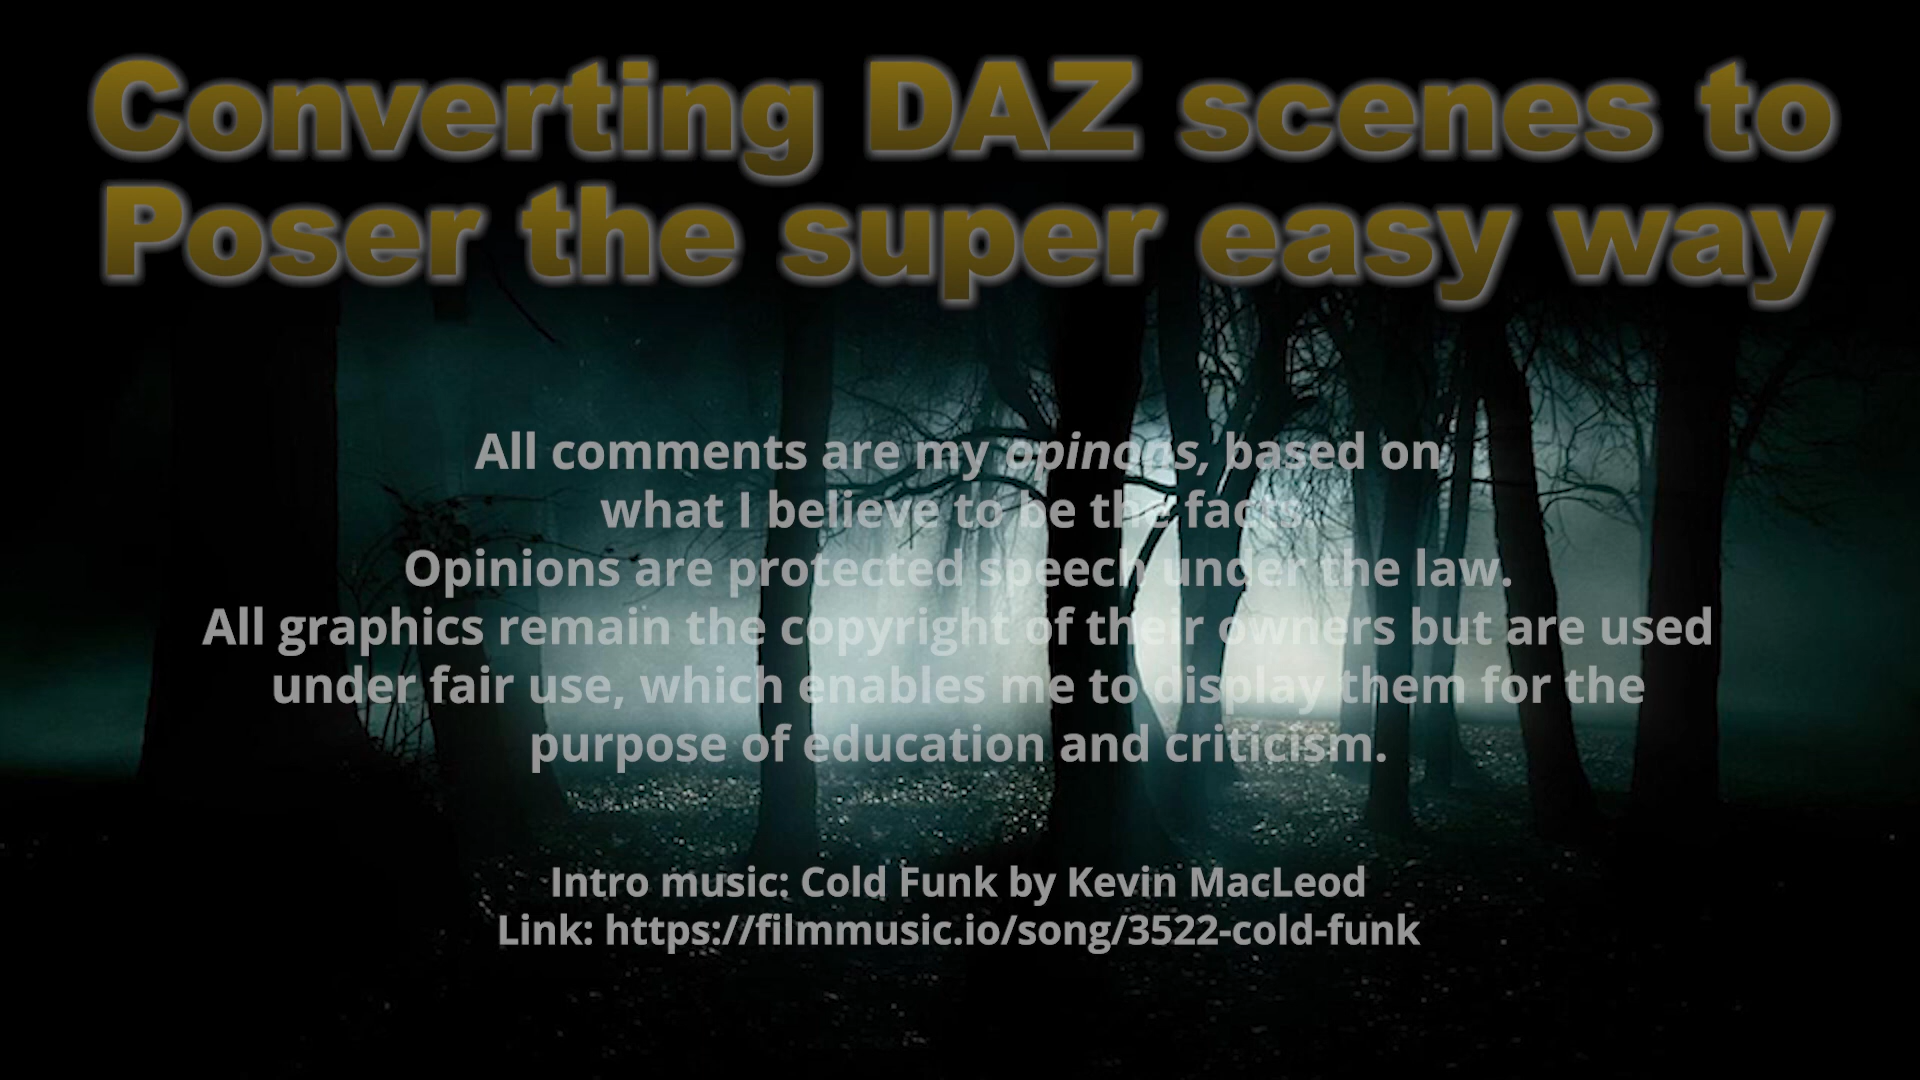 Converting DAZ scenes to
Poser the super easy way
All comments are my opinons, based on
what I believe to be the facts.
Opinions are protected speech under the law.
All graphics remain the copyright of their owners but are used
under fair use, which enables me to display them for the
purpose of education and criticism.
Intro music: Cold Funk by Kevin MacLeod
Link: https://filmmusic.io/song/3522-cold-funk